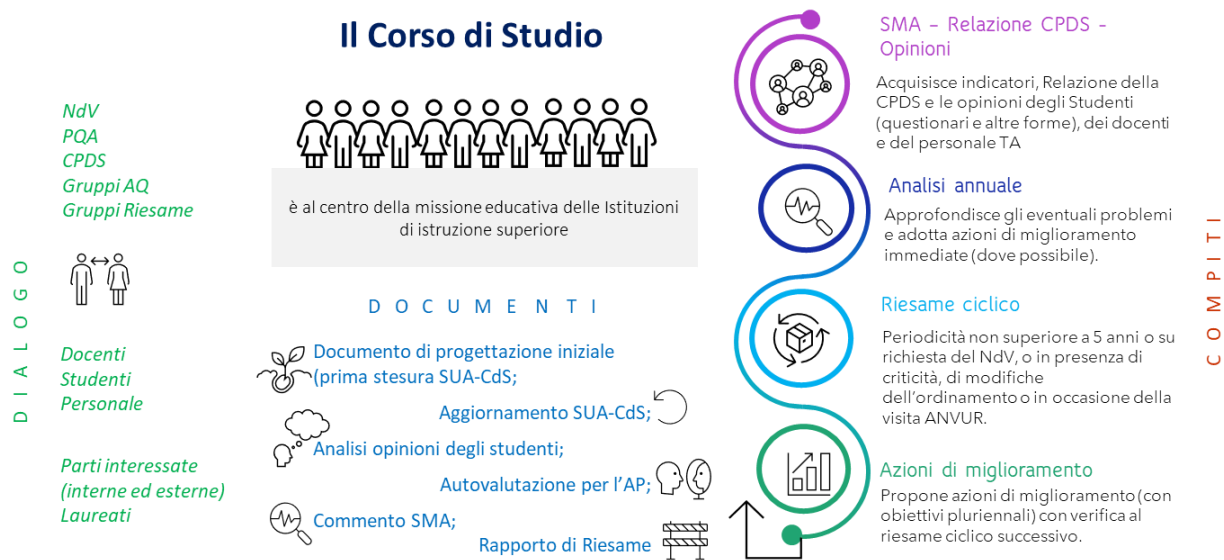 Il Corso di Studio
NdV
PQA
CPDS
Gruppi AQ
Gruppi Riesame
DIALOGO
Docenti
Studenti
Personale
Parti interessate
(interne ed esterne)
Laureati
è al centro della missione educativa delle Istituzioni
di istruzione superiore
DOCUMENTI
Documento di progettazione iniziale
(prima stesura SUA-CdS;
Aggiornamento SUA-CdS;
Analisi opinioni degli studenti;
Autovalutazione per l'AP;
Commento SMA;
Rapporto di Riesame
SMA – Relazione CPDS -
Opinioni
Acquisisce indicatori, Relazione della
CPDS e le opinioni degli Studenti
(questionari e altre forme), dei docenti
e del personale TA
Analisi annuale
Approfondisce gli eventuali problemi
e adotta azioni di miglioramento
immediate (dove possibile).
Riesame ciclico
Periodicità non superiore a 5 anni o su
richiesta del NdV, o in presenza di
criticità, di modifiche
dell'ordinamento o in occasione della
visita ANVUR.
Azioni di miglioramento
Propone azioni di miglioramento (con
obiettivi pluriennali) con verifica al
riesame ciclico successivo.
COMPITI